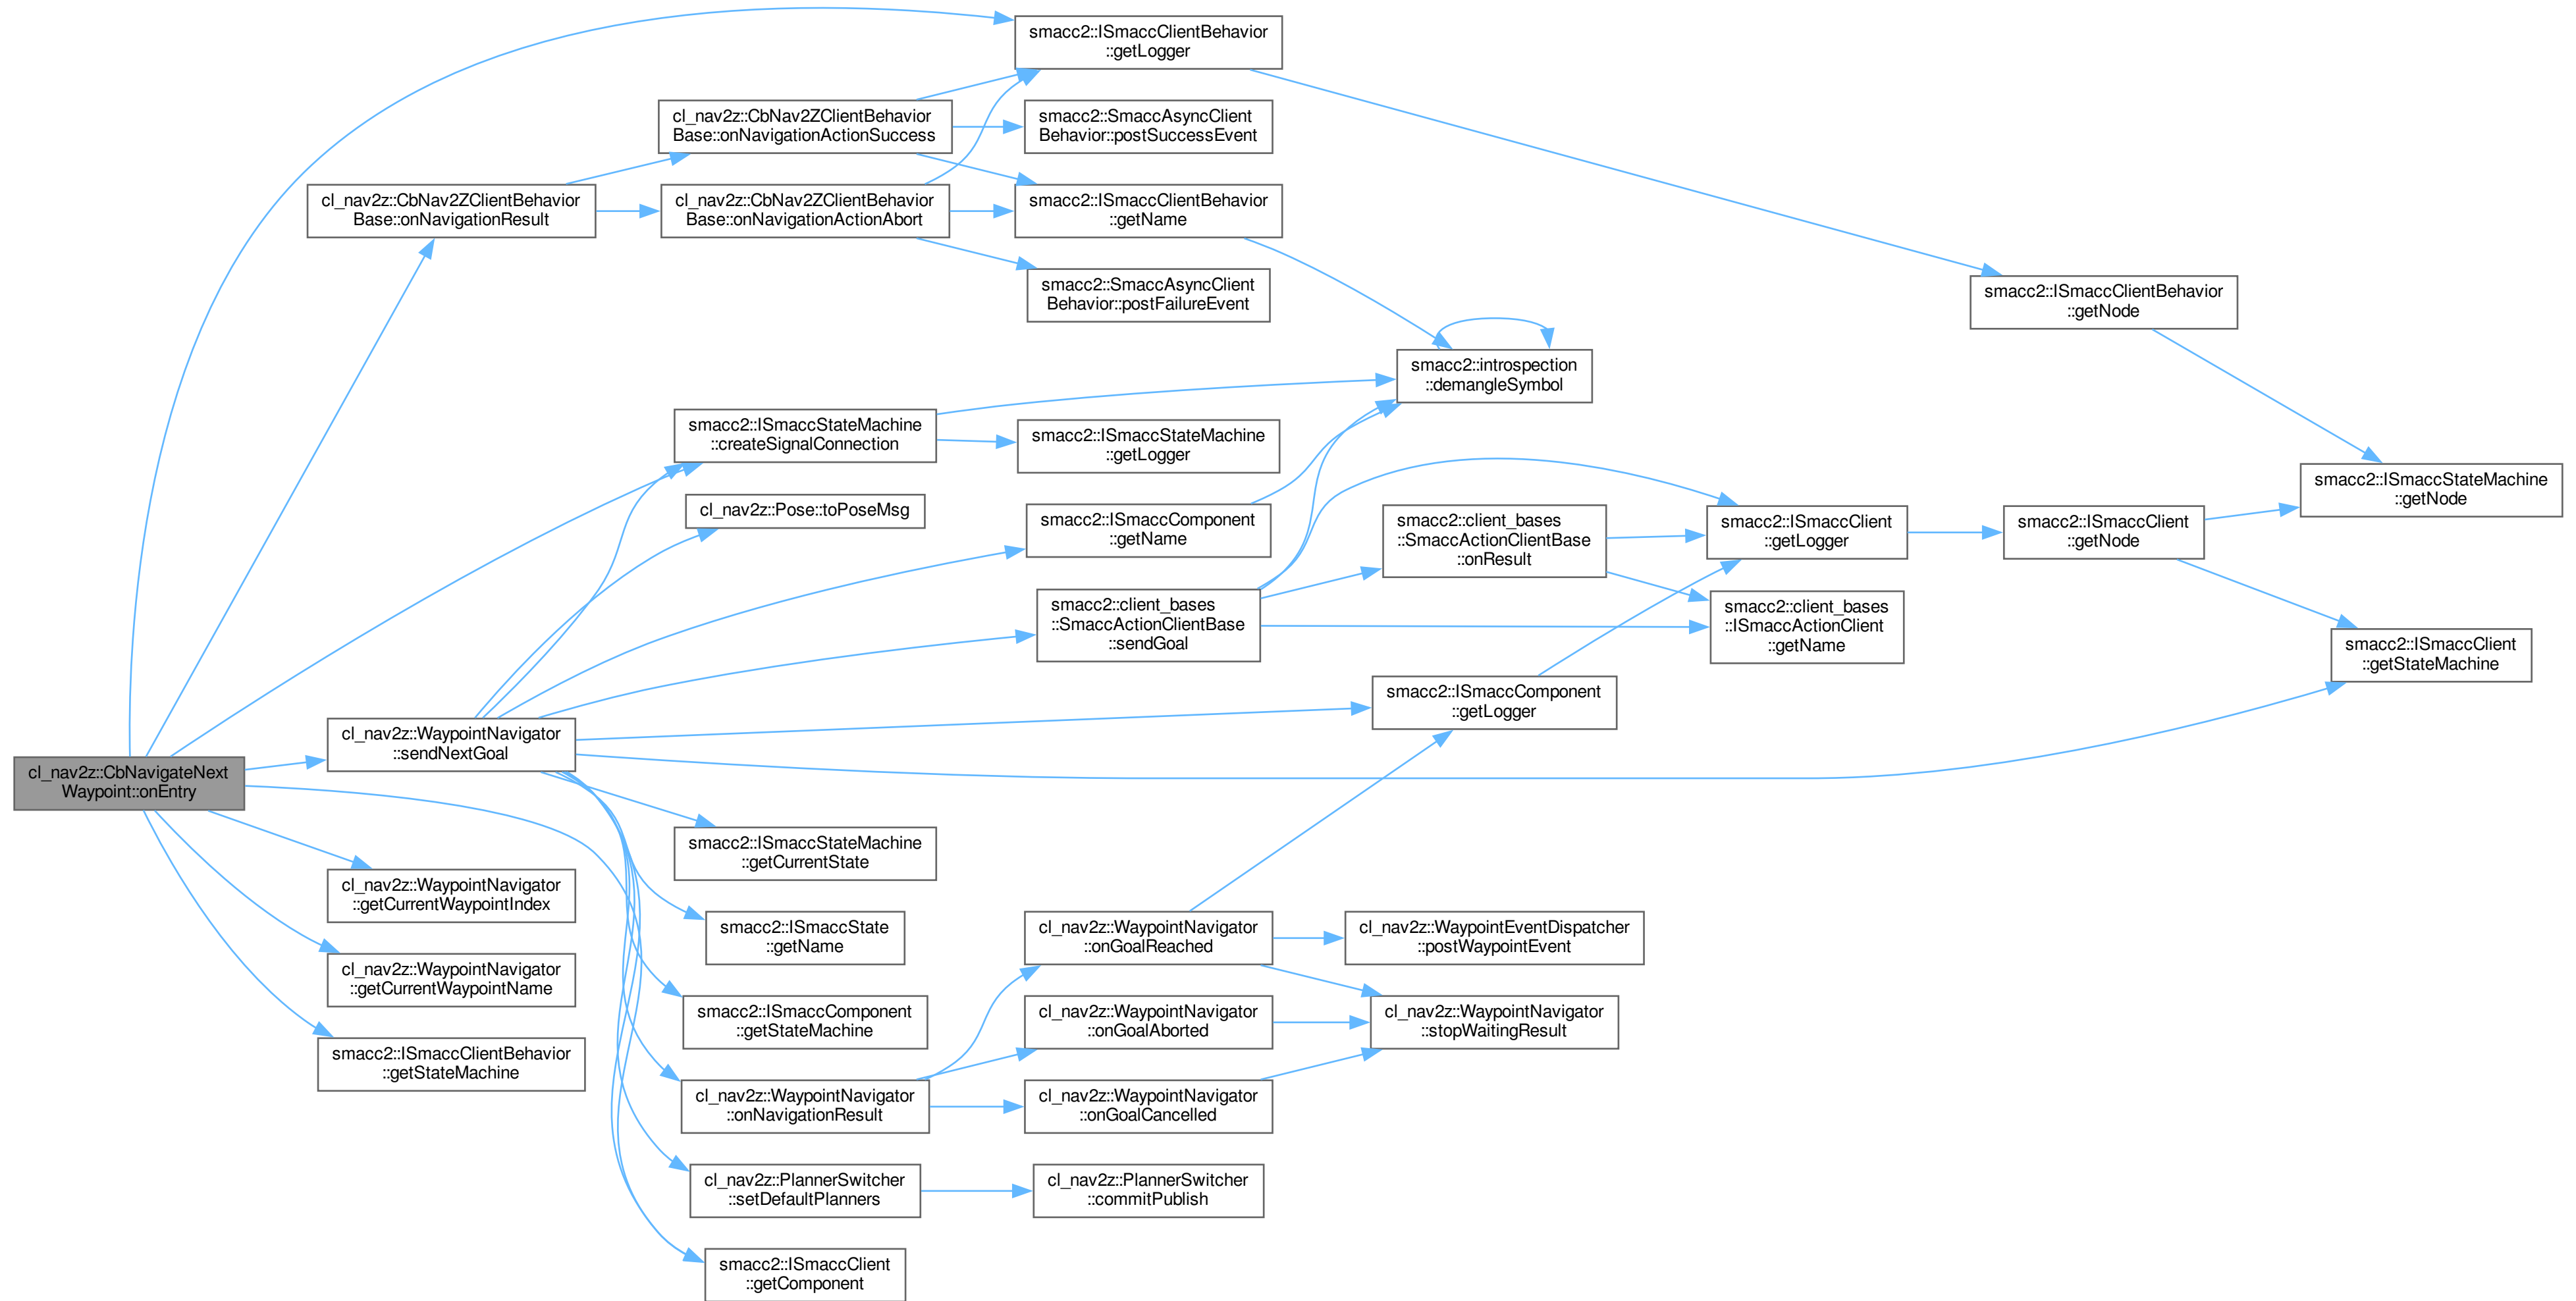 smacc2::ISmaccClientBehavior
::getLogger
cl_nav2z::CbNav2ZClientBehavior
Base::onNavigationActionSuccess
smacc2::SmaccAsyncClient
Behavior::postSuccessEvent
cl_nav2z::CbNav2ZClientBehavior
Base::onNavigationResult
cl_nav2z::CbNav2ZClientBehavior
Base::onNavigationActionAbort
smacc2::ISmaccClientBehavior
::getName
smacc2::SmaccAsyncClient
Behavior::postFailureEvent
smacc2::ISmaccClientBehavior
::getNode
smacc2::introspection
::demangleSymbol
smacc2::ISmaccStateMachine
::createSignalConnection
smacc2::ISmaccStateMachine
::getLogger
smacc2::ISmaccStateMachine
::getNode
cl_nav2z::Pose::toPoseMsg
smacc2::ISmaccComponent
::getName
smacc2::client_bases
::SmaccActionClientBase
::onResult
smacc2::ISmaccClient
::getLogger
smacc2::ISmaccClient
::getNode
smacc2::client_bases
::SmaccActionClientBase
::sendGoal
smacc2::client_bases
::ISmaccActionClient
::getName
smacc2::ISmaccClient
::getStateMachine
smacc2::ISmaccComponent
::getLogger
cl_nav2z::WaypointNavigator
::sendNextGoal
cl_nav2z::CbNavigateNext
Waypoint::onEntry
smacc2::ISmaccStateMachine
::getCurrentState
cl_nav2z::WaypointNavigator
::getCurrentWaypointIndex
smacc2::ISmaccState
::getName
cl_nav2z::WaypointNavigator
::onGoalReached
cl_nav2z::WaypointEventDispatcher
::postWaypointEvent
cl_nav2z::WaypointNavigator
::getCurrentWaypointName
smacc2::ISmaccComponent
::getStateMachine
cl_nav2z::WaypointNavigator
::onGoalAborted
cl_nav2z::WaypointNavigator
::stopWaitingResult
smacc2::ISmaccClientBehavior
::getStateMachine
cl_nav2z::WaypointNavigator
::onNavigationResult
cl_nav2z::WaypointNavigator
::onGoalCancelled
cl_nav2z::PlannerSwitcher
::setDefaultPlanners
cl_nav2z::PlannerSwitcher
::commitPublish
smacc2::ISmaccClient
::getComponent